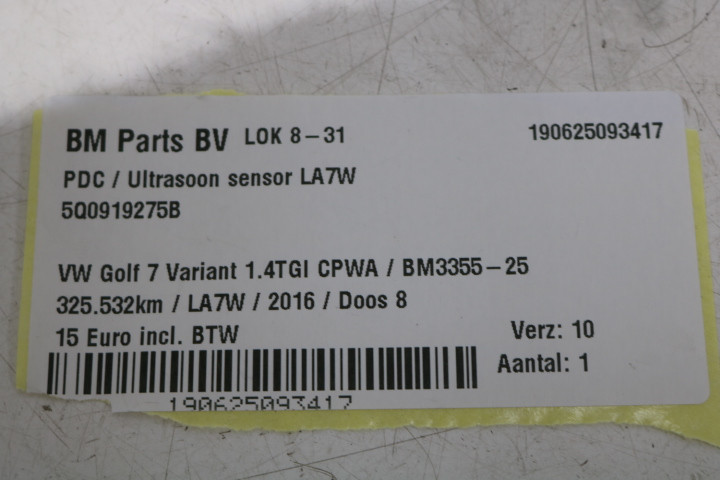 BM Parts BV LOK 8-31 190625093417
PDC / Ultrasoon sensor LA7W
5Q0919275B
VW Golf 7 Variant 1.4TGI CPWA / BM3355-25
325.532km / LA7W / 2016 / Doos 8
15 Euro incl. BTW Verz: 10
Aantal: 1
190625093417